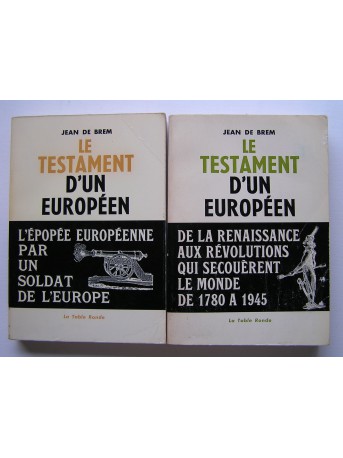 JEAN DE BREM
LE
TESTAMENT
D'UN
EUROPÉEN
L'ÉPOPÉE EUROPÉENNE
PAR
UN
SOLDAT
DE L'EUROPE
La Table Ronde
JEAN DE BREM
LE
TESTAMENT
D'UN
EUROPÉEN
DE LA RENAISSANCE
AUX RÉVOLUTIONS
QUI SECOUÈRENT
LE MONDE
DE 1780 A 1945
La Table Ronde